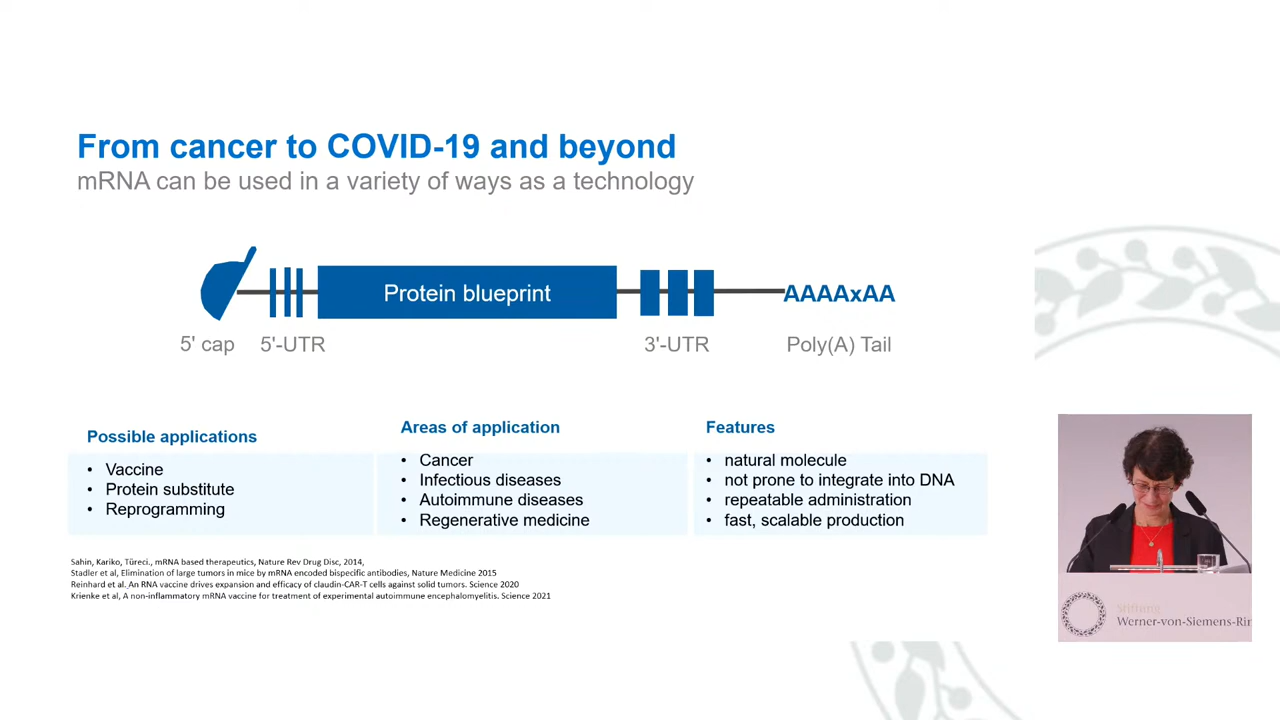 From cancer to COVID-19 and beyond
mRNA can be used in a variety of ways as a technology
Protein blueprint
AAAAxAA
5' cap
5'-UTR
3'-UTR
Poly(A) Tail
Possible applications
• Vaccine
• Protein substitute
• Reprogramming
Areas of application
• Cancer
• Infectious diseases
• Autoimmune diseases
• Regenerative medicine
Features
• natural molecule
• not prone to integrate into DNA
• repeatable administration
• fast, scalable production
Sahin, Kariko, Türeci., mRNA based therapeutics, Nature Rev Drug Disc, 2014,
Stadler et al, Elimination of large tumors in mice by mRNA encoded bispecific antibodies, Nature Medicine 2015
Reinhard et al. An RNA vaccine drives expansion and efficacy of claudin-CAR-T cells against solid tumors. Science 2020
Krienke et al, A non-inflammatory mRNA vaccine for treatment of experimental autoimmune encephalomyelitis. Science 2021
Stiftung
Werner-von-Siemens-Rin